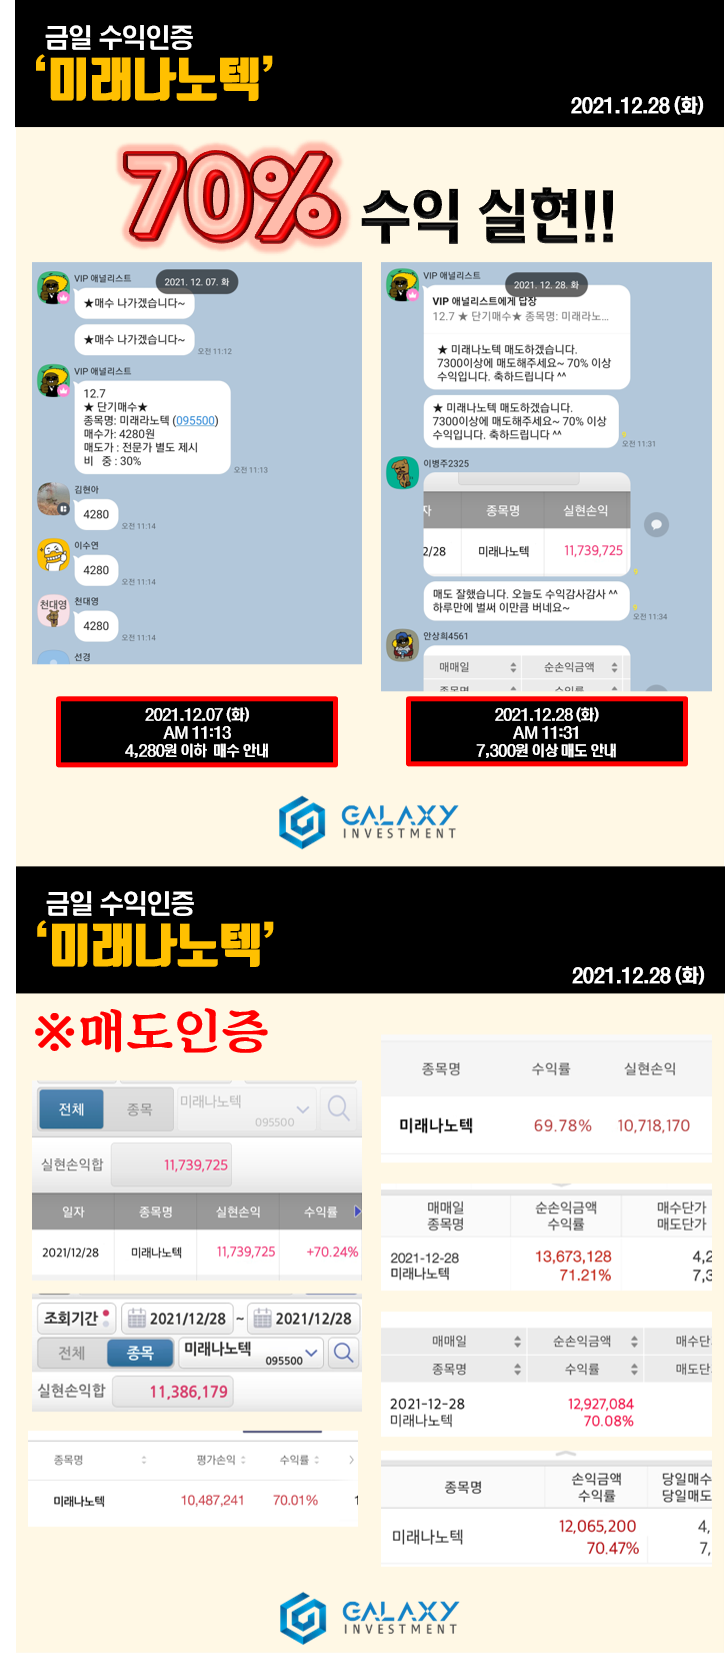 금일 수익인증
‘미래나노텍’
2021.12.28 (화)
70% 수익 실현!!
VIP 애널리스트
2021. 12. 07. 화
★매수 나가겠습니다~
★매수 나가겠습니다~
오전 11:12
VIP 애널리스트
12.7
★ 단기매수★
종목명: 미래라노텍 (095500)
매수가: 4280원
매도가 : 전문가 별도 제시
비 중 : 30%
오전 11:13
김현아
4280
오전 11:14
이수연
4280
오전 11:14
천대영
천대영
4280
오전 11:14
선경
2021.12.07 (화)
AM 11:13
4,280원 이하 매수 안내
VIP 애널리스트
2021. 12. 28. 화
VIP 애널리스트에게 답장
12.7 ★ 단기매수★ 종목명: 미래라노...
★ 미래나노텍 매도하겠습니다.
7300이상에 매도해주세요~ 70% 이상
수익입니다. 축하드립니다 ^^
★ 미래나노텍 매도하겠습니다.
7300이상에 매도해주세요~ 70% 이상
수익입니다. 축하드립니다 ^^
오전 11:31
이병주2325
자 종목명 실현손익
2/28 미래나노텍 11,739,725
매도 잘했습니다. 오늘도 수익감사감사 ^^
하루만에 벌써 이만큼 버네요~
오전 11:34
안상희4561
매매일 순손익금액
종목명 수익률
2021.12.28 (화)
AM 11:31
7,300원 이상 매도 안내
GALAXY
INVESTMENT
금일 수익인증
‘미래나노텍’
2021.12.28 (화)
※매도인증
전체 종목 미래나노텍
095500
실현손익합 11,739,725
일자 종목명 실현손익 수익률
2021/12/28 미래나노텍 11,739,725 +70.24%
조회기간 2021/12/28 ~ 2021/12/28
전체 종목 미래나노텍 095500
실현손익합 11,386,179
종목명 평가손익 수익률
미래나노텍 10,487,241 70.01% 1
종목명 수익률 실현손익
미래나노텍 69.78% 10,718,170
매매일 순손익금액 매수단가
종목명 수익률 매도단가
2021-12-28 13,673,128 4,2
미래나노텍 71.21% 7,3
매매일 순손익금액 매수단
종목명 수익률 매도단
2021-12-28 12,927,084
미래나노텍 70.08%
종목명 손익금액 당일매수
수익률 당일매도
미래나노텍 12,065,200 4,
70.47% 7,
GALAXY
INVESTMENT